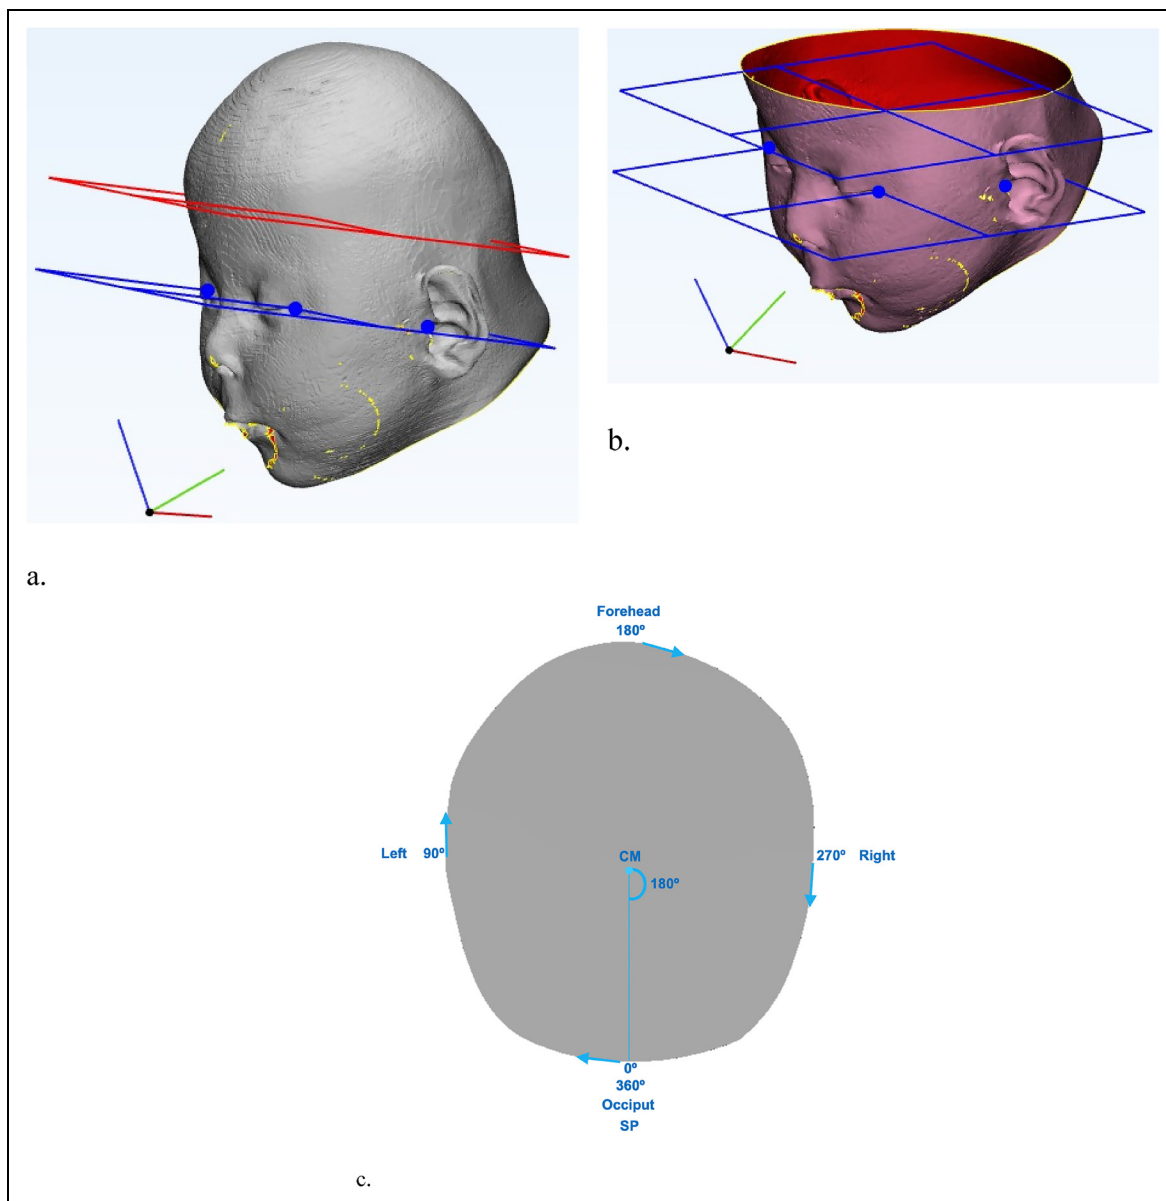 b.
a.
Forehead
180º
Left 90º
CM
180º
270º Right
0º
360º
Occiput
SP
c.